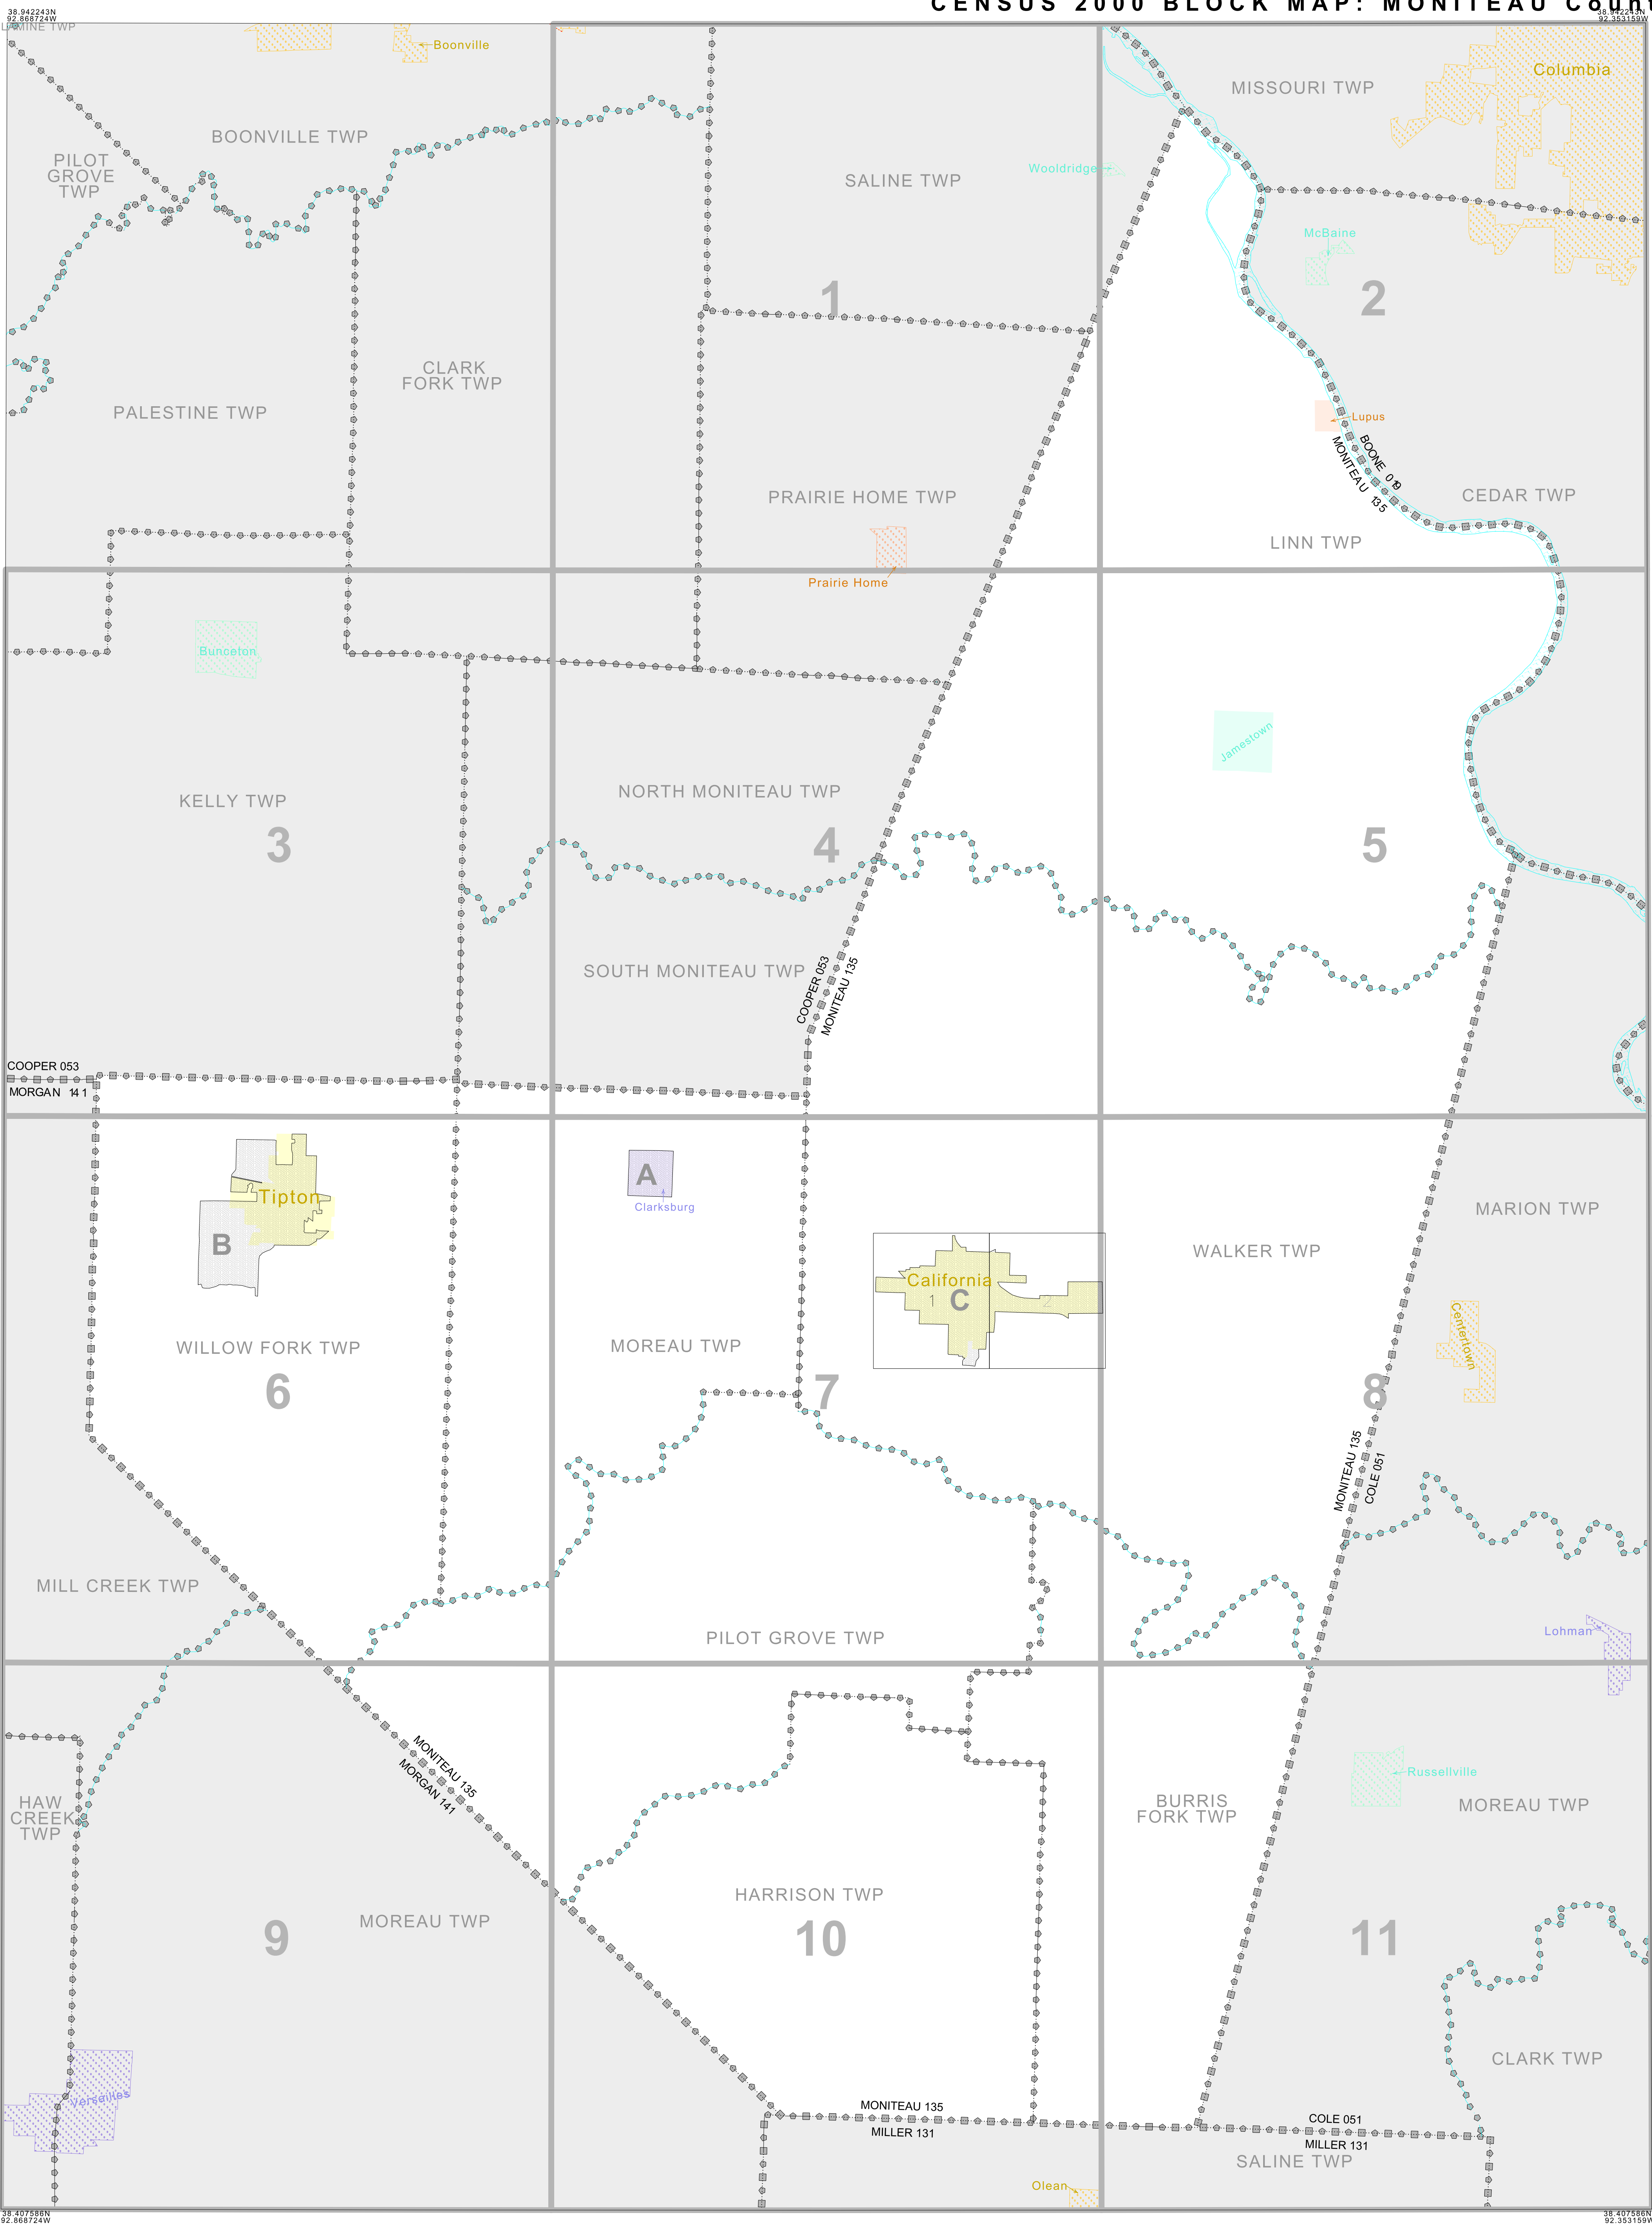 CENSUS 2000 BLOCK MAP: MONITEAU Count
38.942243N
92.868724W
38.942243N
92.353159W
LAMINE TWP
Boonville
Columbia
MISSOURI TWP
BOONVILLE TWP
PILOT
GROVE
TWP
SALINE TWP
Wooldridge
McBaine
1
2
CLARK
FORK TWP
PALESTINE TWP
Lupus
BOONE 019
MONITEAU 135
PRAIRIE HOME TWP
CEDAR TWP
LINN TWP
Prairie Home
Bunceton
Jamestown
KELLY TWP
NORTH MONITEAU TWP
3
4
5
SOUTH MONITEAU TWP
COOPER 053
MONITEAU 135
COOPER 053
MORGAN 141
Tipton
A
Clarksburg
B
MARION TWP
WALKER TWP
California
1
C
2
Centertown
WILLOW FORK TWP
MOREAU TWP
6
7
8
MONITEAU 135
COLE 051
MILL CREEK TWP
PILOT GROVE TWP
Lohman
MONITEAU 135
MORGAN 141
Russellville
HAW
CREEK
TWP
BURRIS
FORK TWP
MOREAU TWP
HARRISON TWP
MOREAU TWP
9
10
11
CLARK TWP
Versailles
MONITEAU 135
MILLER 131
COLE 051
MILLER 131
SALINE TWP
Olean
38.407586N
92.868724W
38.407586N
92.353159W